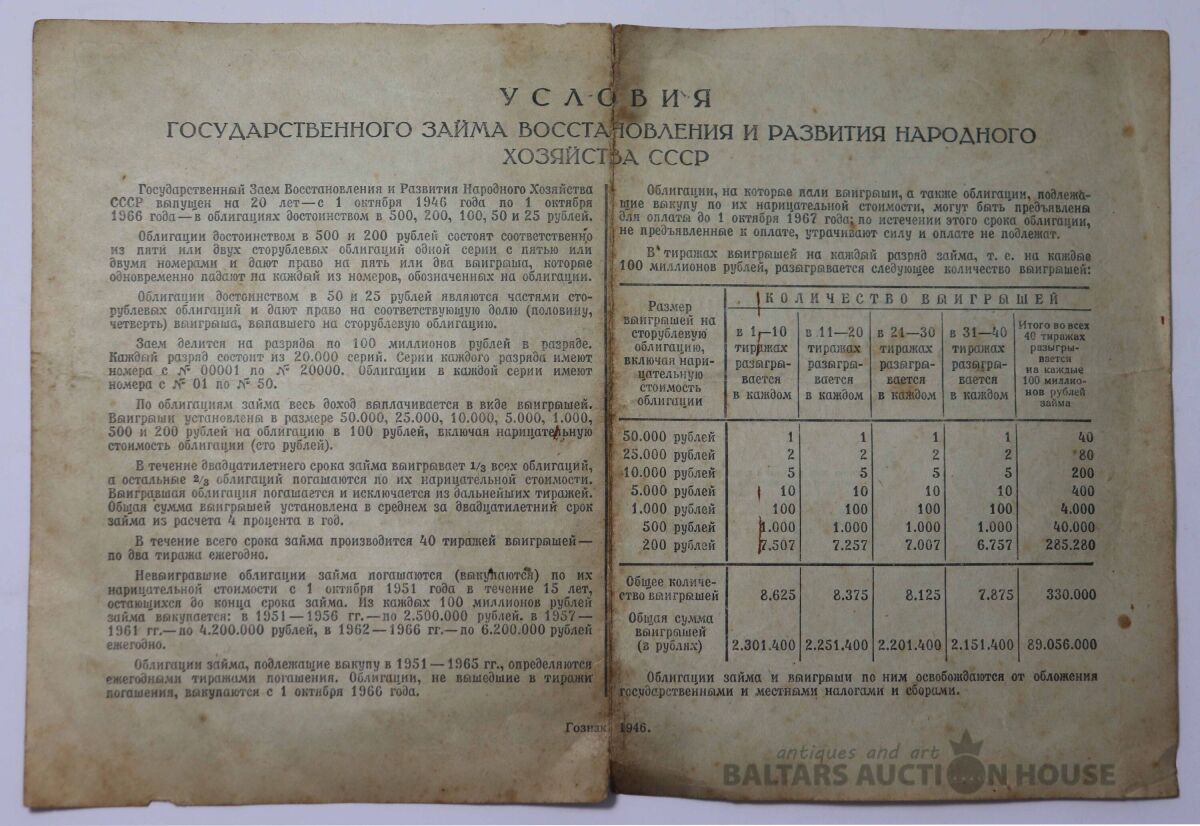 УСЛОВИЯ
ГОСУДАРСТВЕННОГО ЗАЙМА ВОССТАНОВЛЕНИЯ И РАЗВИТИЯ НАРОДНОГО
ХОЗЯЙСТВА СССР
Государственный Заем Восстановления и Развития Народного Хозяйства
СССР выпущен на 20 лет—с 1 октября 1946 года по 1 октября
1966 года—в облигациях достоинством в 500, 200, 100, 50 и 25 рублей.
Облигации достоинством в 500 и 200 рублей состоят соответственно
из пяти или двух сторублевых облигаций одной серии с пятью или
двумя номерами и дают право на пять или два выигрыша, которые
одновременно падают на каждый из номеров, обозначенных на облигации.
Облигации достоинством в 50 и 25 рублей являются частями сто-
рублевых облигаций и дают право на соответствующую долю (половину,
четверть) выигрыша, выпавшего на сторублевую облигацию.
Заем делится на разряды по 100 миллионов рублей в разряде.
Каждый разряд состоит из 20.000 серий. Серии каждого разряда имеют
номера с № 00001 по № 20000. Облигации в каждой серии имеют
номера с № 01 по № 50.
По облигациям займа весь доход выплачивается в виде выигрышей.
Выигрыши установлены в размере 50.000, 25.000, 10.000, 5.000, 1.000,
500 и 200 рублей на облигацию в 100 рублей, включая нарицательную
стоимость облигации (сто рублей).
В течение двадцатилетнего срока займа выигрывает 1/3 всех облигаций,
а остальные 2/3 облигаций погашаются по их нарицательной стоимости.
Выигравшая облигация погашается и исключается из дальнейших тиражей.
Общая сумма выигрышей установлена в среднем за двадцатилетний срок
займа из расчета 4 процента в год.
В течение всего срока займа производится 40 тиражей выигрышей—
по два тиража ежегодно.
Невыигравшие облигации займа погашаются (выкупаются) по их
нарицательной стоимости с 1 октября 1951 года в течение 15 лет,
остающихся до конца срока займа. Из каждых 100 миллионов рублей
займа выкупается: в 1951—1956 гг.—по 2.500.000 рублей. в 1957—
1961 гг.—по 4.200.000 рублей, в 1962—1966 гг.—по 6.200.000 рублей
ежегодно.
Облигации займа, подлежащие выкупу в 1951—1965 гг., определяются
ежегодными тиражами погашения. Облигации, не вышедшие в тиражи
погашения, выкупаются с 1 октября 1966 года.
Облигации, на которые пали выигрыши, а также облигации, подлежа-
щие выкупу по их нарицательной стоимости, могут быть предъявлены
для оплаты до 1 октября 1967 года; по истечении этого срока облигации,
не предъявленные к оплате, утрачивают силу и оплате не подлежат.
В тиражах выигрышей на каждый разряд займа, т. е. на каждые
100 миллионов рублей, разыгрывается следующее количество выигрышей:
Размер
выигрышей на
сторублевую
облигацию,
включая нари-
цательную
стоимость
облигации
КОЛИЧЕСТВО ВЫИГРЫШЕЙ
в 1—10
тиражах
разыгры-
вается
в каждом
в 11—20
тиражах
разыгры-
вается
в каждом
в 21—30
тиражах
разыгры-
вается
в каждом
в 31—40
тиражах
разыгры-
вается
в каждом
Итого во всех
40 тиражах
разыгры-
вается
из каждые
100 миллио-
нов рублей
займа
50.000 рублей 1 1 1 1 40
25.000 рублей 2 2 2 2 80
10.000 рублей 5 5 5 5 200
5.000 рублей 10 10 10 10 400
1.000 рублей 100 100 100 100 4.000
500 рублей 1.000 1.000 1.000 1.000 40.000
200 рублей 7.507 7.257 7.007 6.757 285.280
Общее количе-
ство выигрышей 8.625 8.375 8.125 7.875 330.000
Общая сумма
выигрышей
(в рублях) 2.301.400 2.251.400 2.201.400 2.151.400 89.056.000
Облигации займа и выигрыши по ним освобождаются от обложения
государственными и местными налогами и сборами.
Гознак 1946.
antiques and art
BALTARS AUCTION HOUSE